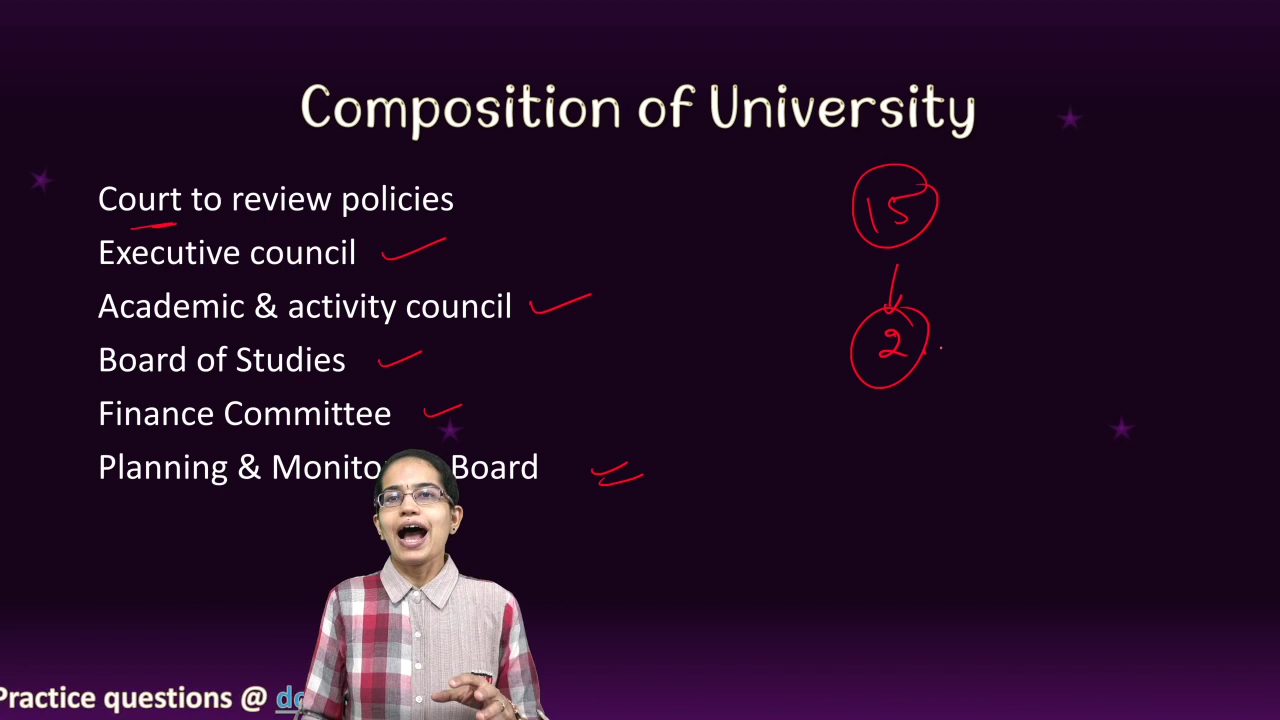 Composition of University
Court to review policies
15
Executive council
Academic & activity council
2
Board of Studies
Finance Committee
Planning & Board
Practice questions @